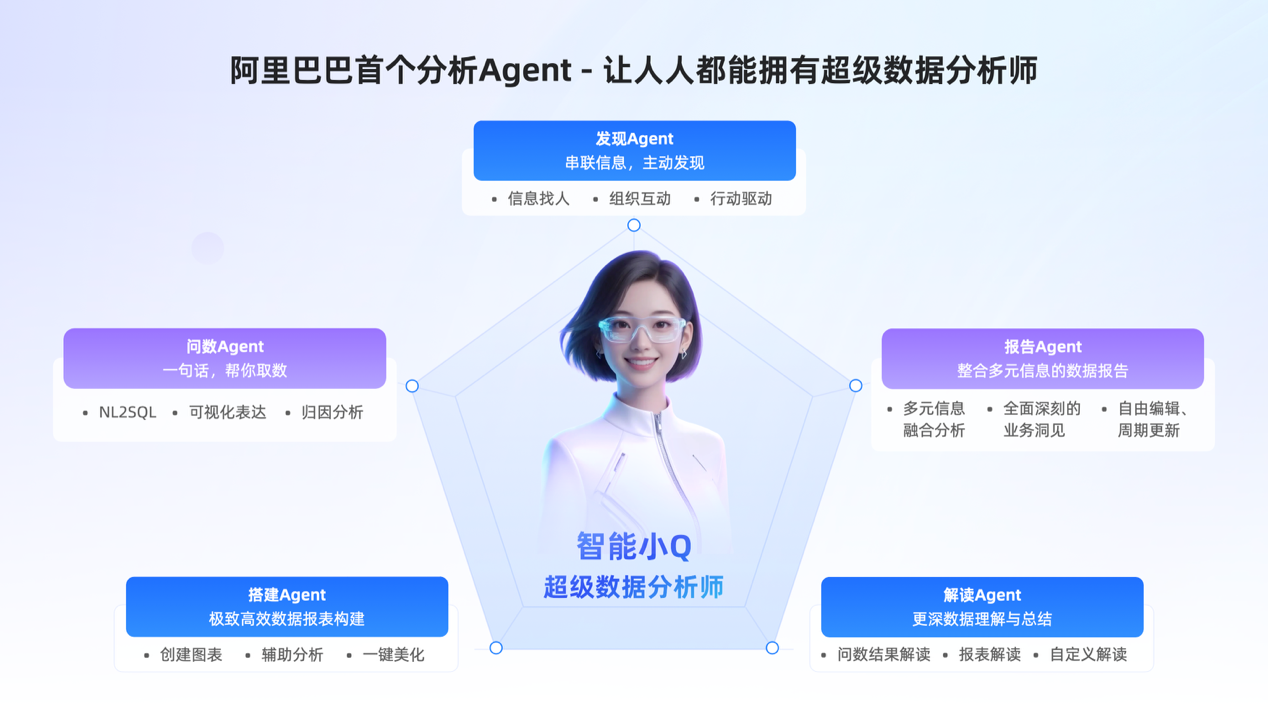 阿里巴巴首个分析Agent - 让人人都能拥有超级数据分析师
发现Agent
串联信息，主动发现
• 信息找人 • 组织互动 • 行动驱动
问数Agent
一句话，帮你取数
• NL2SQL • 可视化表达 • 归因分析
报告Agent
整合多元信息的数据报告
• 多元信息 • 全面深刻的 • 自由编辑、
融合分析 业务洞见 周期更新
智能小Q
超级数据分析师
搭建Agent
极致高效数据报表构建
• 创建图表 • 辅助分析 • 一键美化
解读Agent
更深数据理解与总结
• 问数结果解读 • 报表解读 • 自定义解读